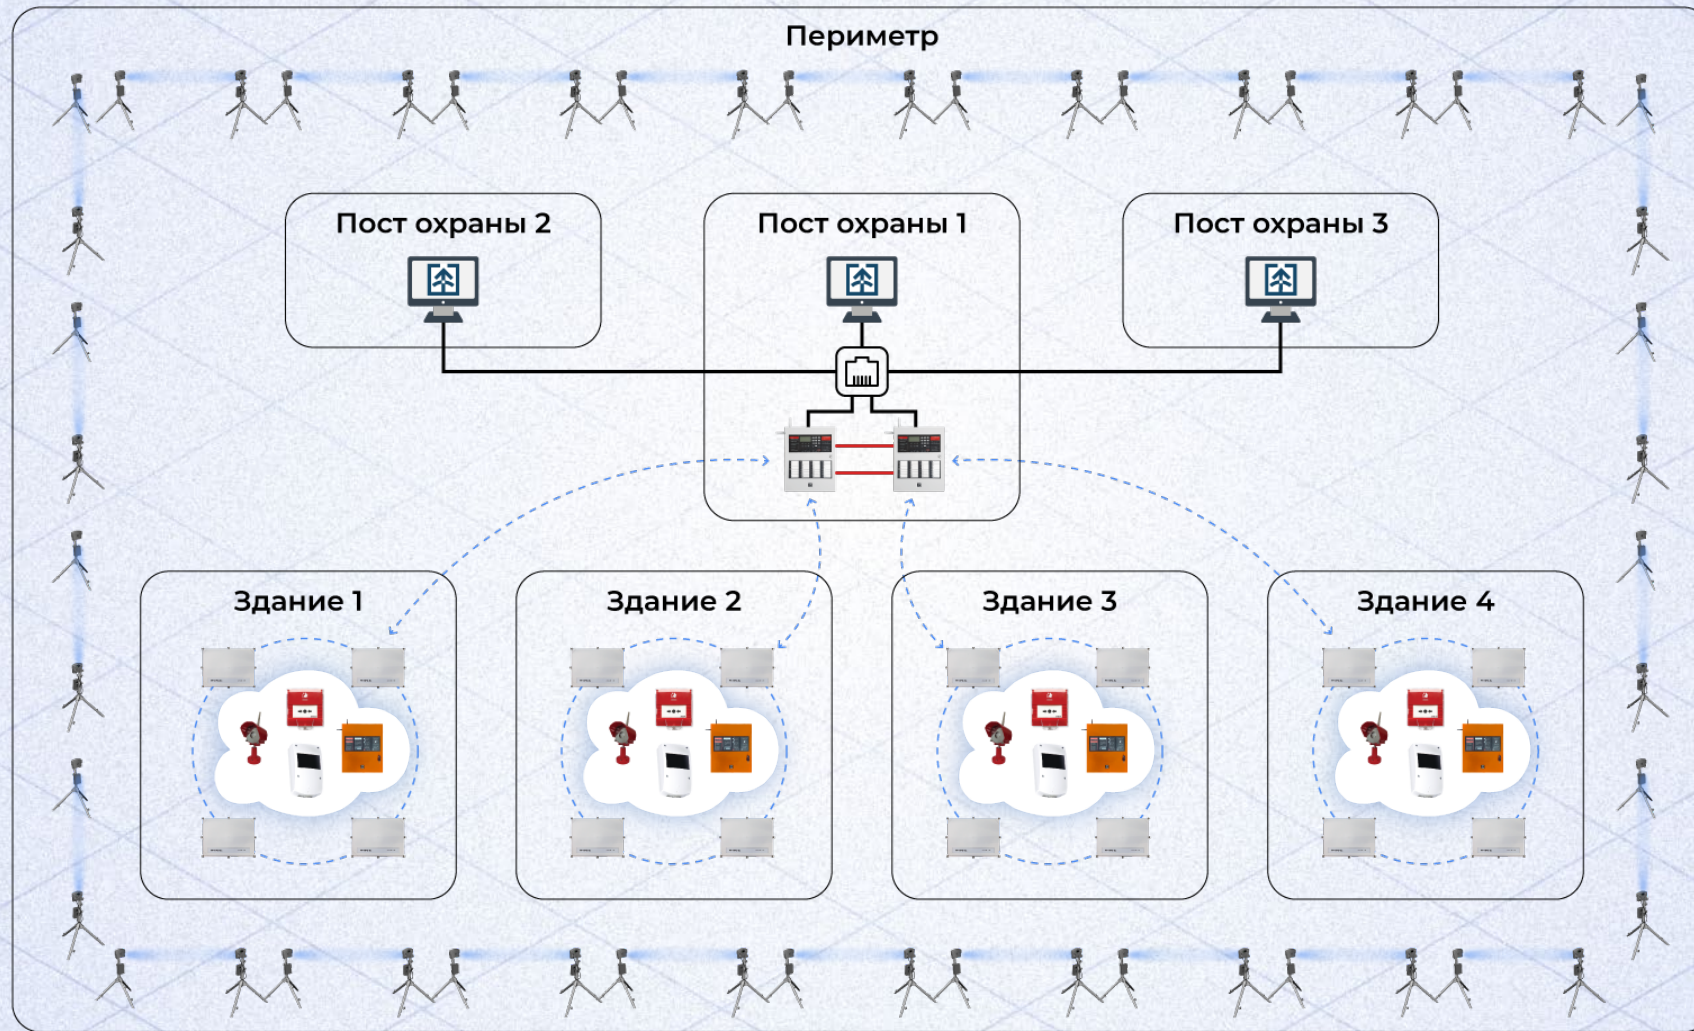 Периметр
Пост охраны 2
Пост охраны 1
Пост охраны 3
Здание 1
Здание 2
Здание 3
Здание 4